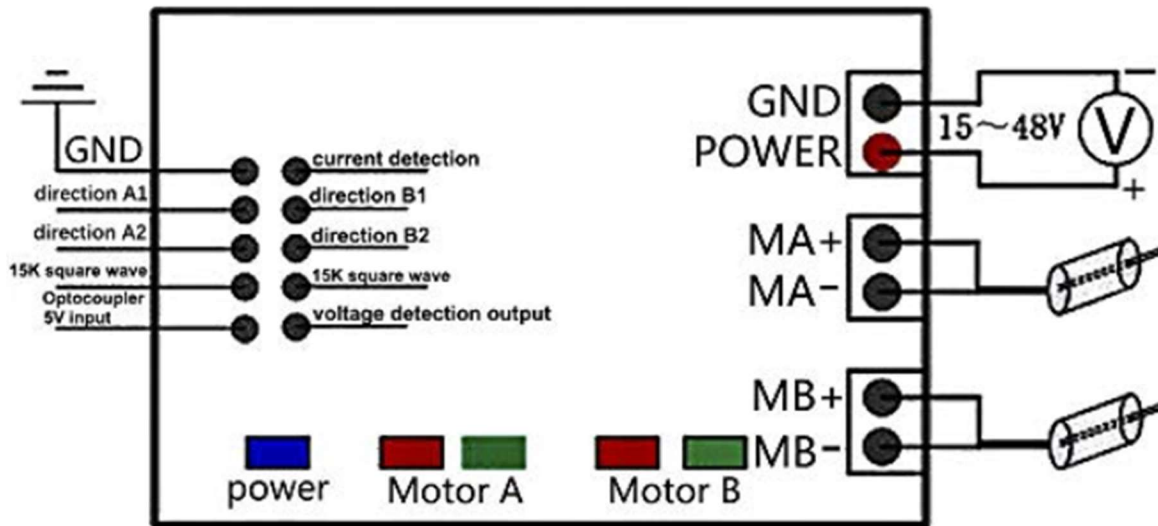 GND
direction A1
direction A2
15K square wave
Optocoupler
5V input
current detection
direction B1
direction B2
15K square wave
voltage detection output
GND
POWER
15～48V
−
V
+
MA+
MA−
MB+
MB−
power
Motor A
Motor B